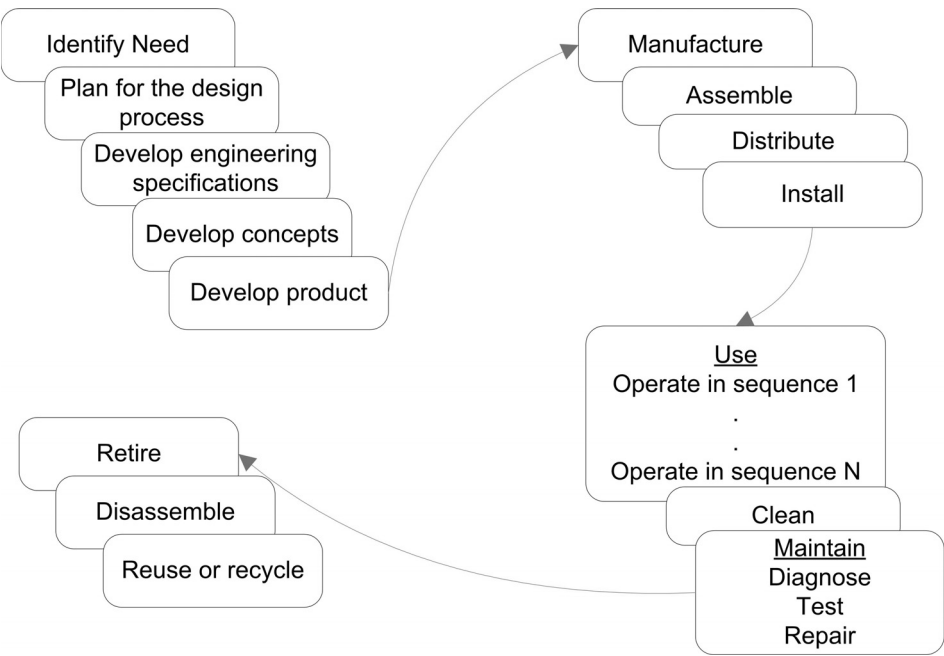 Identify Need
Plan for the design
process
Develop engineering
specifications
Develop concepts
Develop product
Manufacture
Assemble
Distribute
Install
Use
Operate in sequence 1
.
.
Operate in sequence N
Clean
Maintain
Diagnose
Test
Repair
Retire
Disassemble
Reuse or recycle